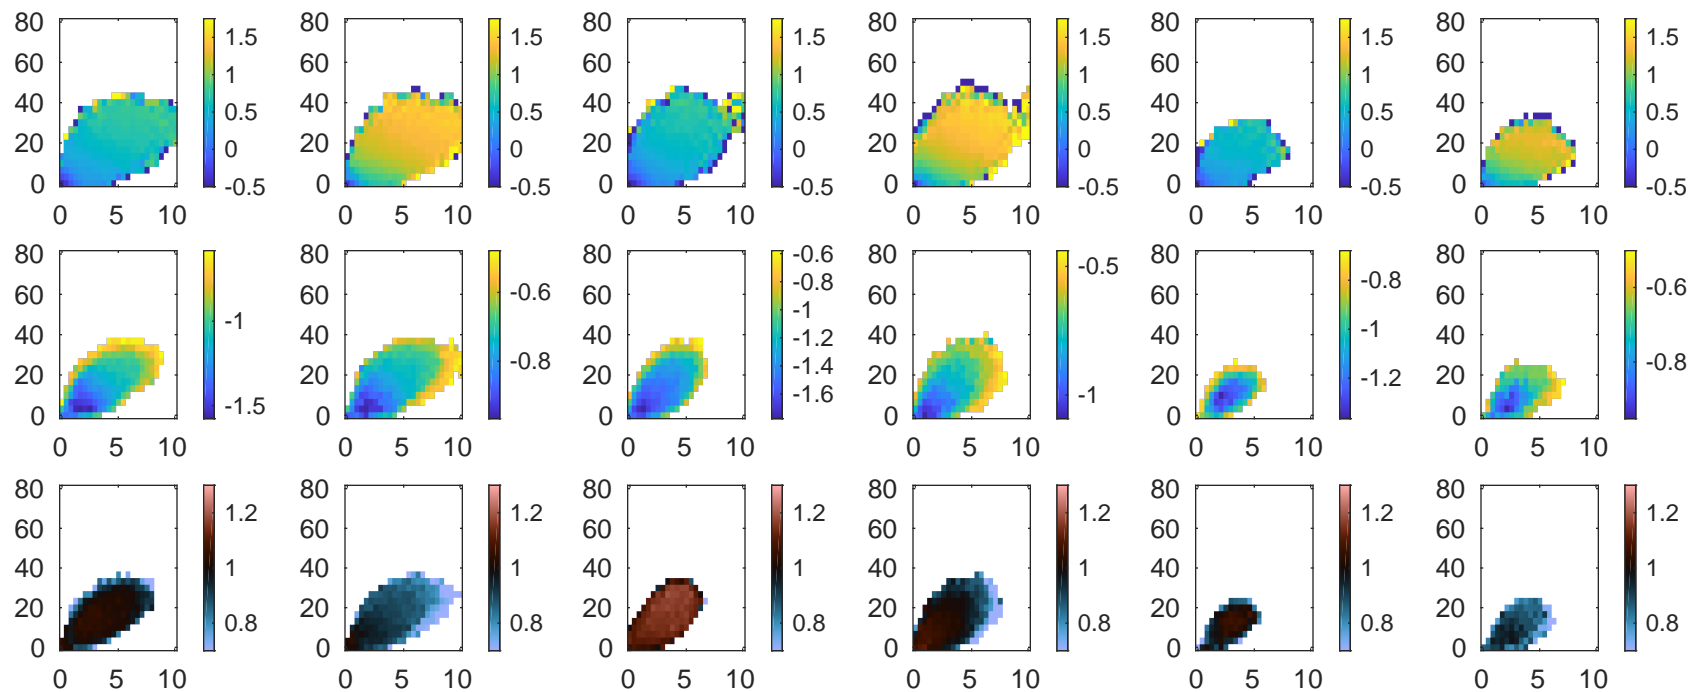 80 1.5 80 1.5 80 1.5 80 1.5 80 1.5 80 1.5
60 1 60 1 60 1 60 1 60 1 60 1
40 0.5 40 0.5 40 0.5 40 0.5 40 0.5 40 0.5
20 0 20 0 20 0 20 0 20 0 20 0
0 -0.5 0 -0.5 0 -0.5 0 -0.5 0 -0.5 0 -0.5
0 5 10 0 5 10 0 5 10 0 5 10 0 5 10 0 5 10
80 80 80 -0.6 80 -0.5 80 -0.8 80
60 -1 60 -0.6 60 -0.8 60 60 -1 60 -0.6
40 40 40 -1 40 40 40
20 20 -0.8 20 -1.2 20 20 -1.2 20 -0.8
0 -1.5 0 0 -1.4 0 -1 0 0
-1.6
0 5 10 0 5 10 0 5 10 0 5 10 0 5 10 0 5 10
80 1.2 80 1.2 80 1.2 80 1.2 80 1.2 80 1.2
60 60 60 60 60 60
40 1 40 1 40 1 40 1 40 1 40 1
20 0.8 20 0.8 20 0.8 20 0.8 20 0.8 20 0.8
0 0 0 0 0 0
0 5 10 0 5 10 0 5 10 0 5 10 0 5 10 0 5 10